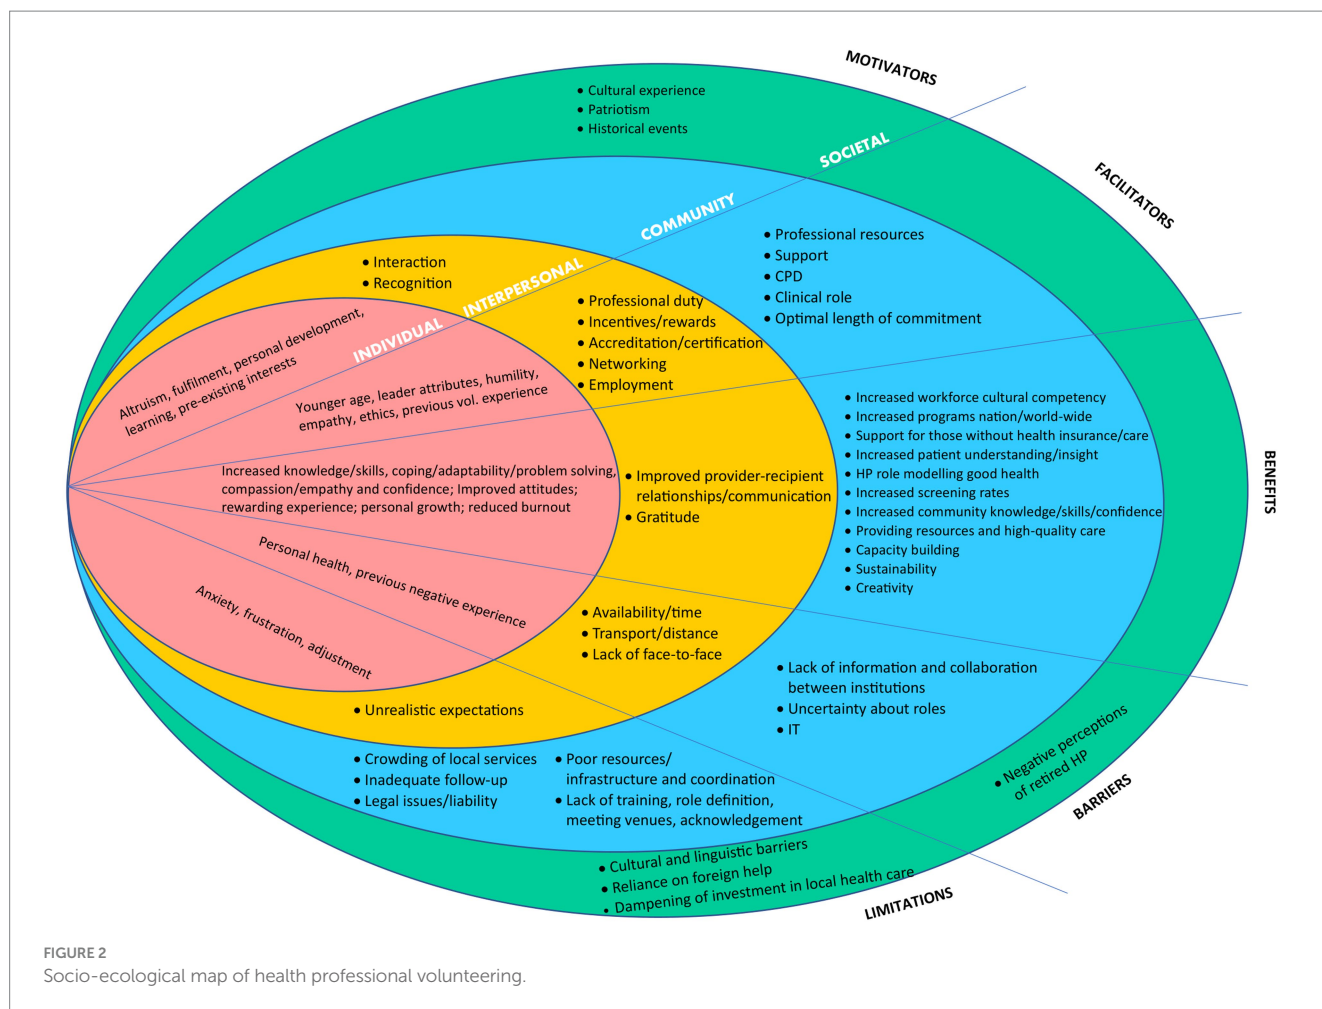 MOTIVATORS
• Cultural experience
• Patriotism
• Historical events
SOCIETAL
FACILITATORS
COMMUNITY
• Professional resources
• Support
• CPD
• Clinical role
• Optimal length of commitment
• Interaction
• Recognition
INTERPERSONAL
• Professional duty
• Incentives/rewards
• Accreditation/certification
• Networking
• Employment
INDIVIDUAL
Altruism, fulfilment, personal development,
learning, pre-existing interests
Younger age, leader attributes, humility,
empathy, ethics, previous vol. experience
• Increased workforce cultural competency
• Increased programs nation/world-wide
• Support for those without health insurance/care
• Increased patient understanding/insight
• HP role modelling good health
• Increased screening rates
• Increased community knowledge/skills/confidence
• Providing resources and high-quality care
• Capacity building
• Sustainability
• Creativity
BENEFITS
Increased knowledge/skills, coping/adaptability/problem solving,
compassion/empathy and confidence; Improved attitudes;
rewarding experience; personal growth; reduced burnout
• Improved provider-recipient
relationships/communication
• Gratitude
Personal health, previous negative experience
Anxiety, frustration, adjustment
• Availability/time
• Transport/distance
• Lack of face-to-face
• Lack of information and collaboration
between institutions
• Uncertainty about roles
• IT
• Negative perceptions
of retired HP
BARRIERS
• Unrealistic expectations
• Crowding of local services
• Inadequate follow-up
• Legal issues/liability
• Poor resources/
infrastructure and coordination
• Lack of training, role definition,
meeting venues, acknowledgement
• Cultural and linguistic barriers
• Reliance on foreign help
• Dampening of investment in local health care
LIMITATIONS
FIGURE 2
Socio-ecological map of health professional volunteering.